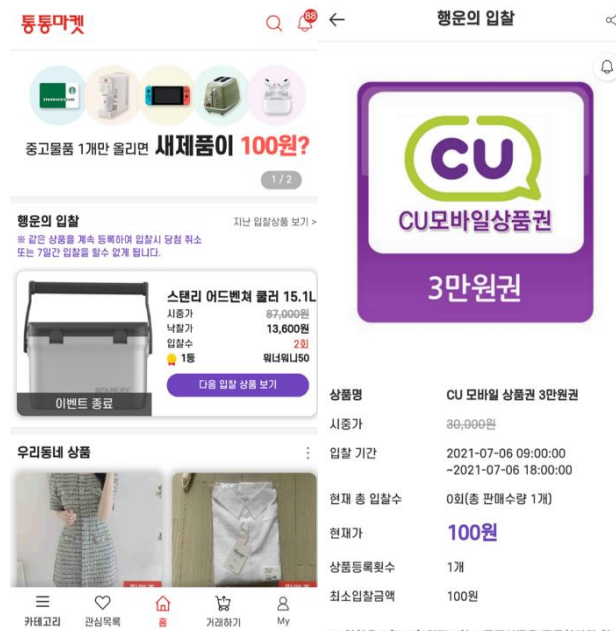 통통마켓
88
중고물품 1개만 올리면 새제품이 100원?
1 / 2
행운의 입찰
지난 입찰상품 보기 >
※ 같은 상품을 계속 등록하여 입찰시 당첨 취소
또는 7일간 입찰을 할수 없게 됩니다.
스탠리 어드벤쳐 쿨러 15.1L
시중가 87,000원
낙찰가 13,600원
입찰수 2회
1등 워너워니50
다음 입찰 상품 보기
STANLEY
이벤트 종료
우리동네 상품
카테고리
관심목록
홈
거래하기
My
행운의 입찰
CU
CU모바일상품권
3만원권
상품명 CU 모바일 상품권 3만원권
시중가 30,000원
입찰 기간 2021-07-06 09:00:00
~2021-07-06 18:00:00
현재 총 입찰수 0회(총 판매수량 1개)
현재가 100원
상품등록횟수 1개
최소입찰금액 100원